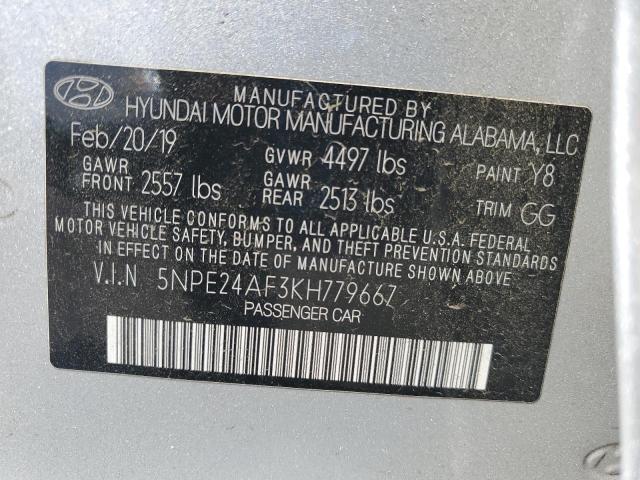 MANUFACTURED BY
HYUNDAI MOTOR MANUFACTURING ALABAMA, LLC
Feb/20/19 GVWR 4497 lbs PAINT Y8
GAWR FRONT 2557 lbs GAWR REAR 2513 lbs TRIM GG
THIS VEHICLE CONFORMS TO ALL APPLICABLE U.S.A. FEDERAL
MOTOR VEHICLE SAFETY, BUMPER, AND THEFT PREVENTION STANDARDS
IN EFFECT ON THE DATE OF MANUFACTURE SHOWN ABOVE.
V.I.N 5NPE24AF3KH779667
PASSENGER CAR